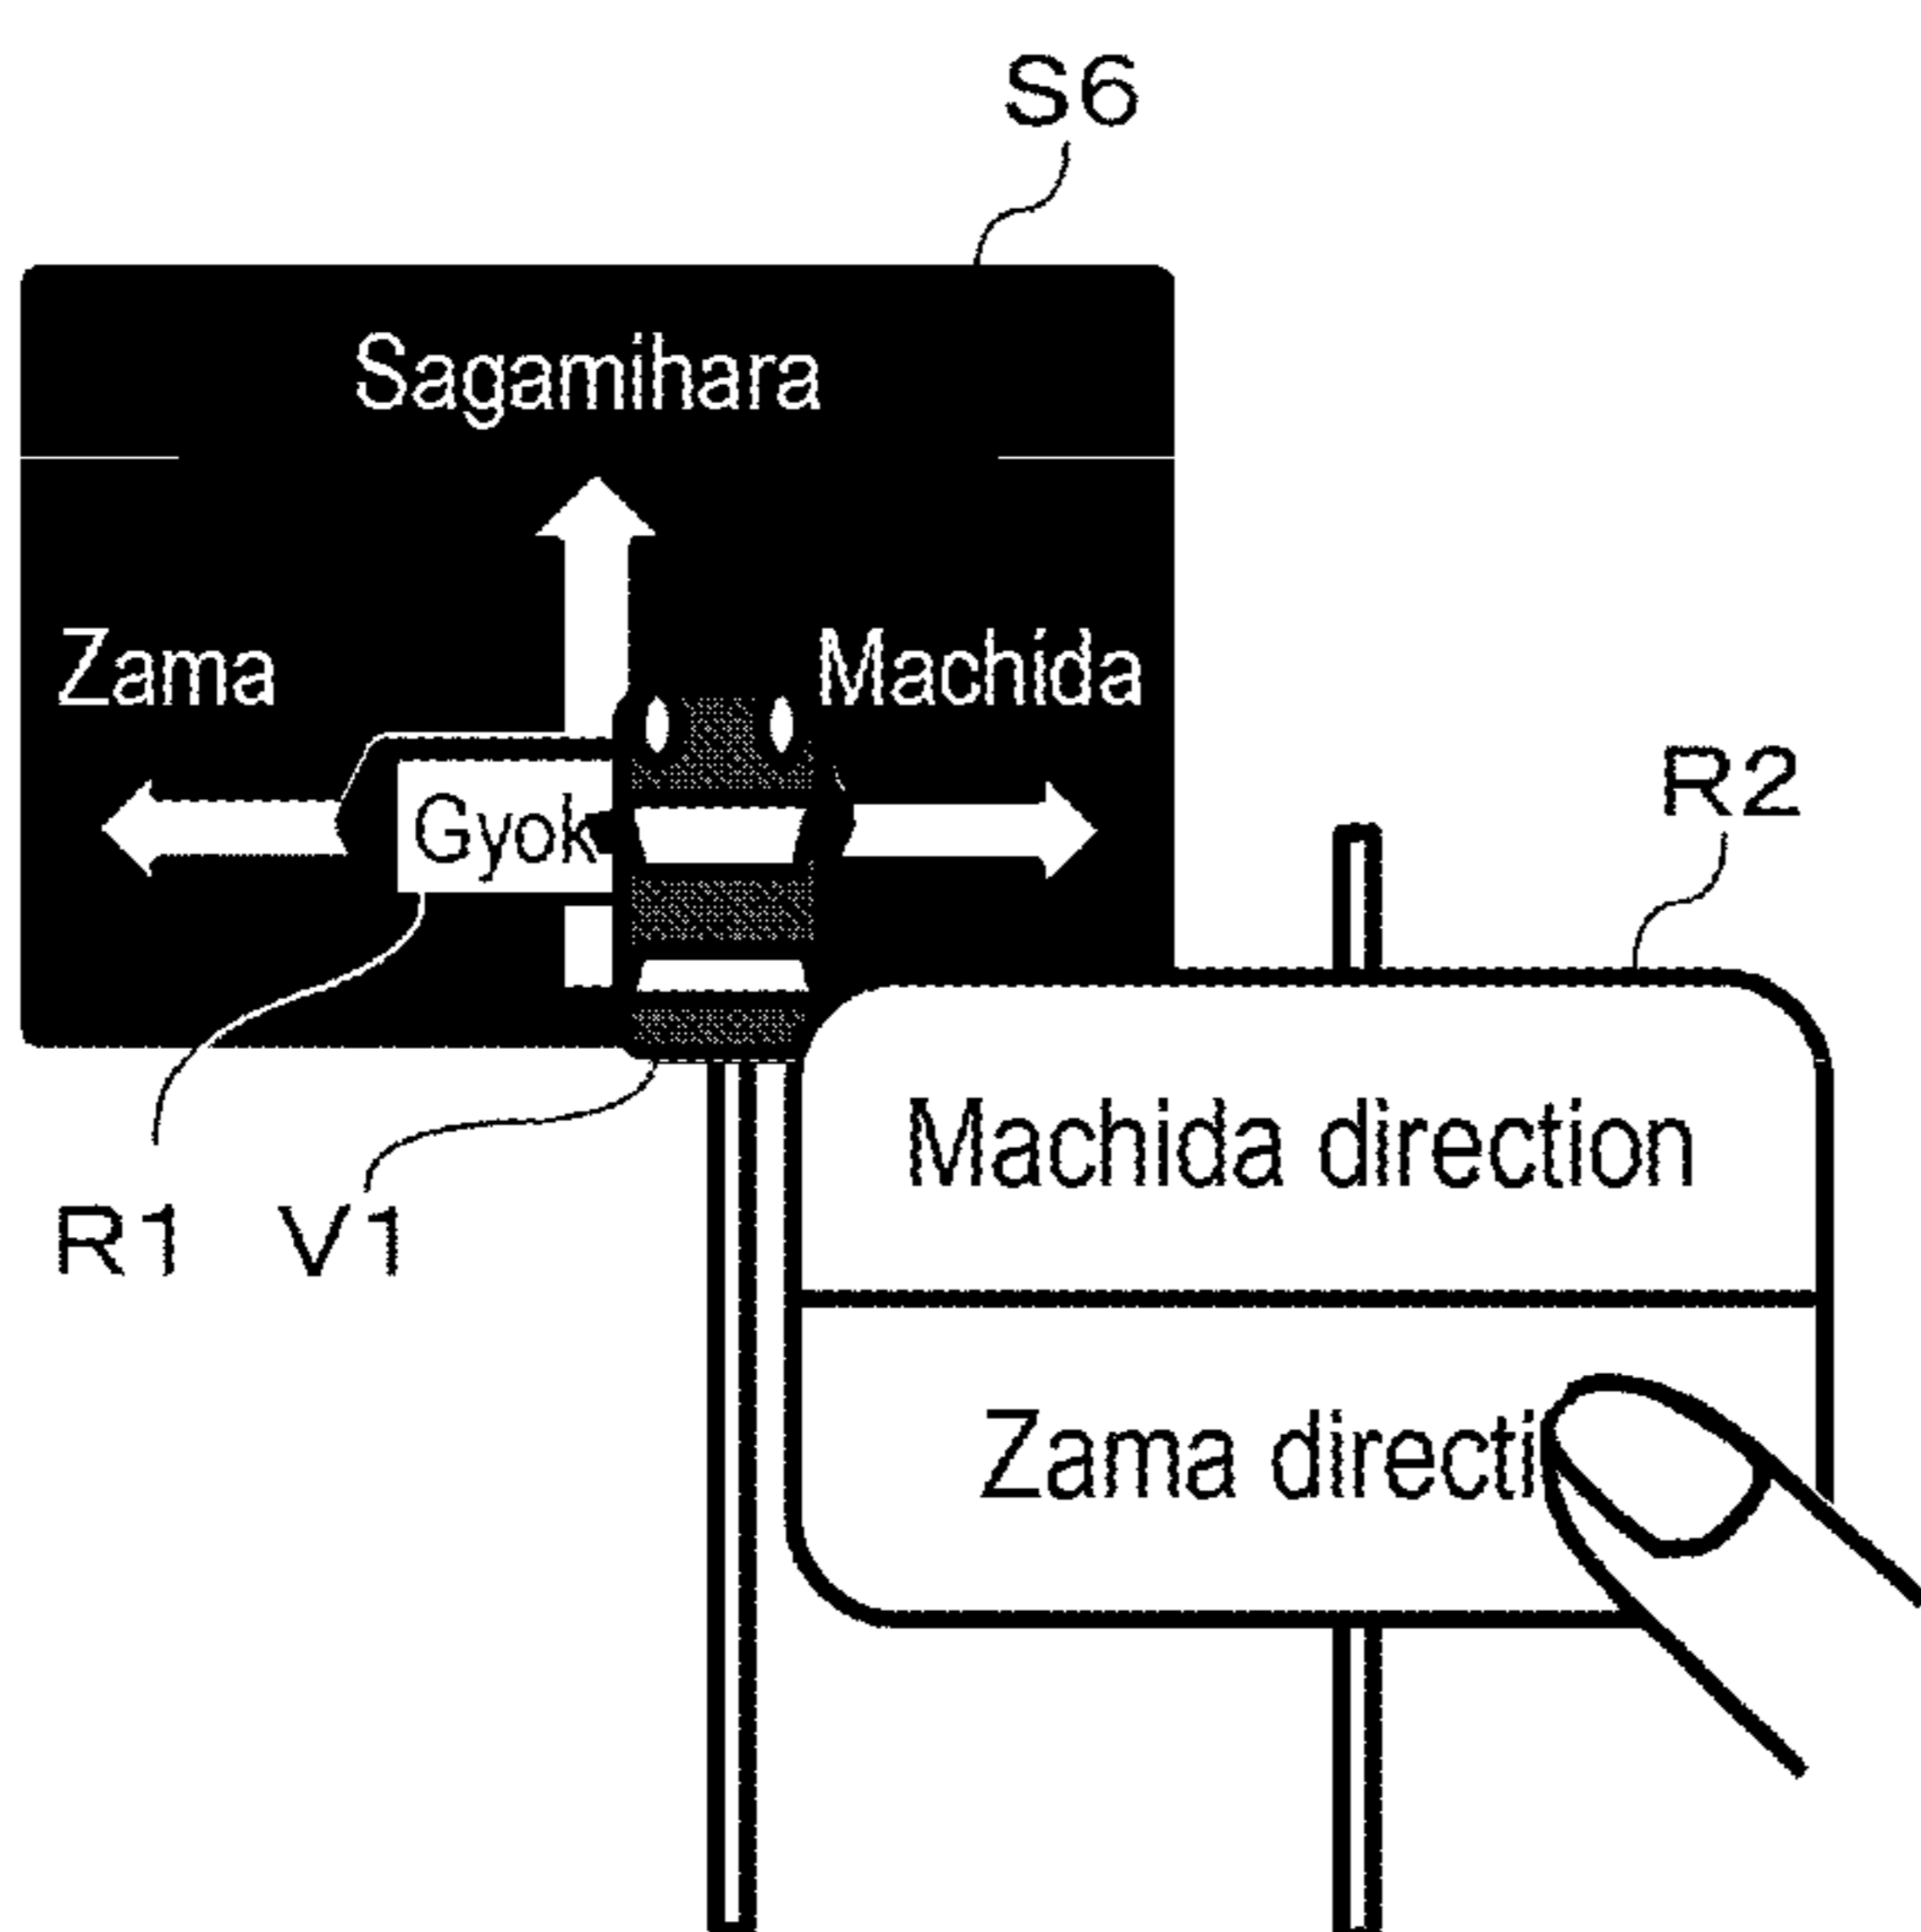 S6
Sagamihara
Zama
Machida
Gyok
R2
Machida direction
R1
V1
Zama directi